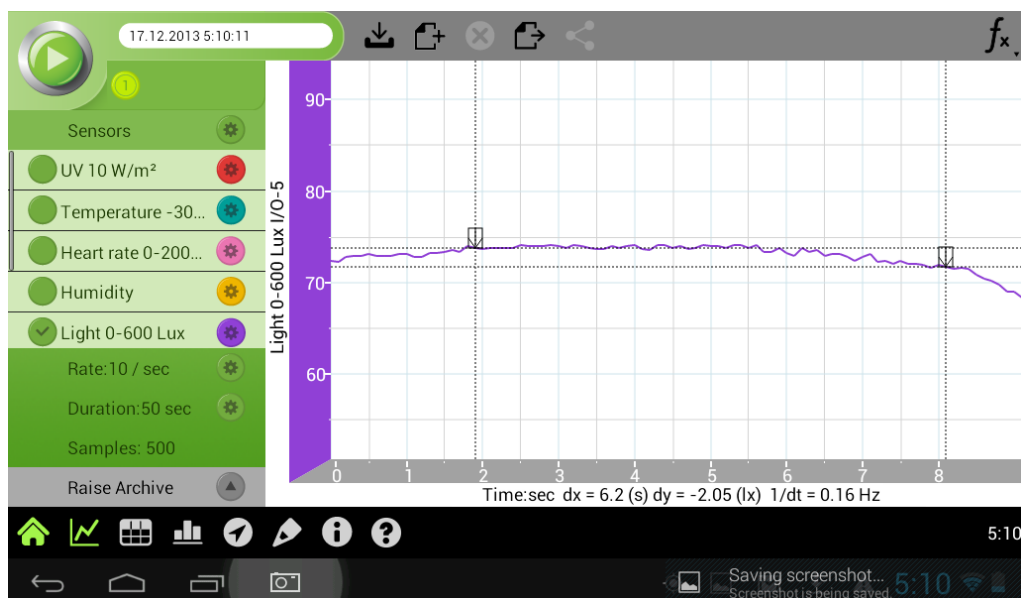 17.12.2013 5:10:11
fx
1
Sensors
UV 10 W/m²
Temperature -30...
Heart rate 0-200...
Humidity
Light 0-600 Lux
Rate:10 / sec
Duration:50 sec
Samples: 500
Raise Archive
Light 0-600 Lux I/O-5
90
80
70
60
0 1 2 3 4 5 6 7 8
Time:sec dx = 6.2 (s) dy = -2.05 (lx) 1/dt = 0.16 Hz
5:10
Saving screenshot...
Screenshot is being saved.
5:10